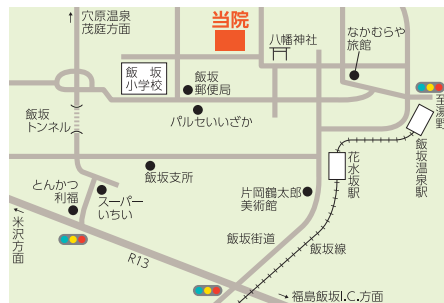 穴原温泉
茂庭方面
当院
八幡神社
なかむらや
旅館
飯坂
小学校
飯坂
郵便局
至湯野
パルセいいざか
飯坂
トンネル
飯坂温泉駅
花水坂駅
飯坂支所
とんかつ
利福
スーパー
いちい
片岡鶴太郎
美術館
米沢方面
飯坂街道
飯坂線
R13
福島飯坂I.C.方面